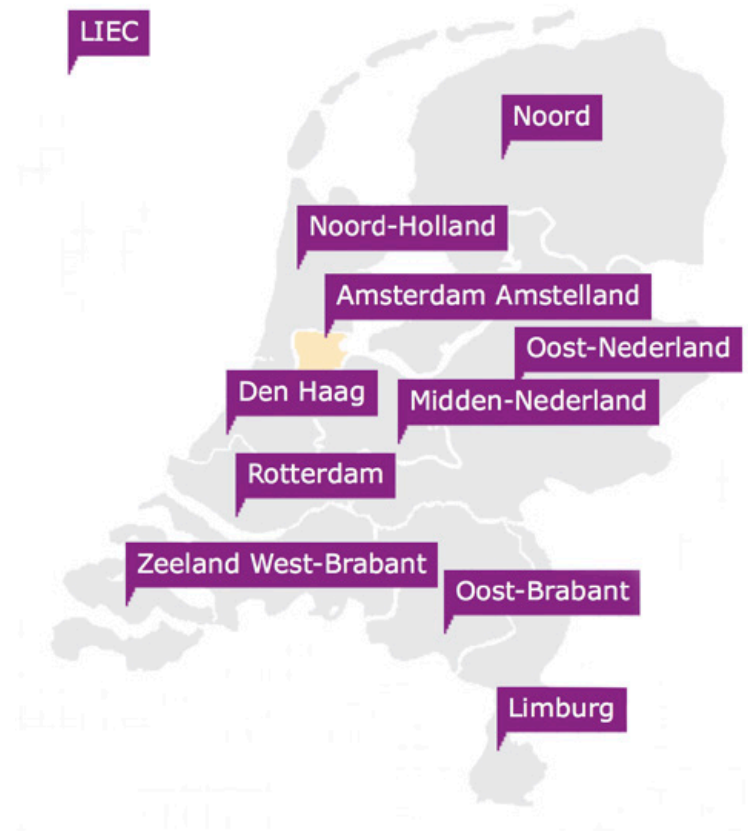 LIEC
Noord
Noord-Holland
Amsterdam Amstelland
Oost-Nederland
Den Haag
Midden-Nederland
Rotterdam
Zeeland West-Brabant
Oost-Brabant
Limburg